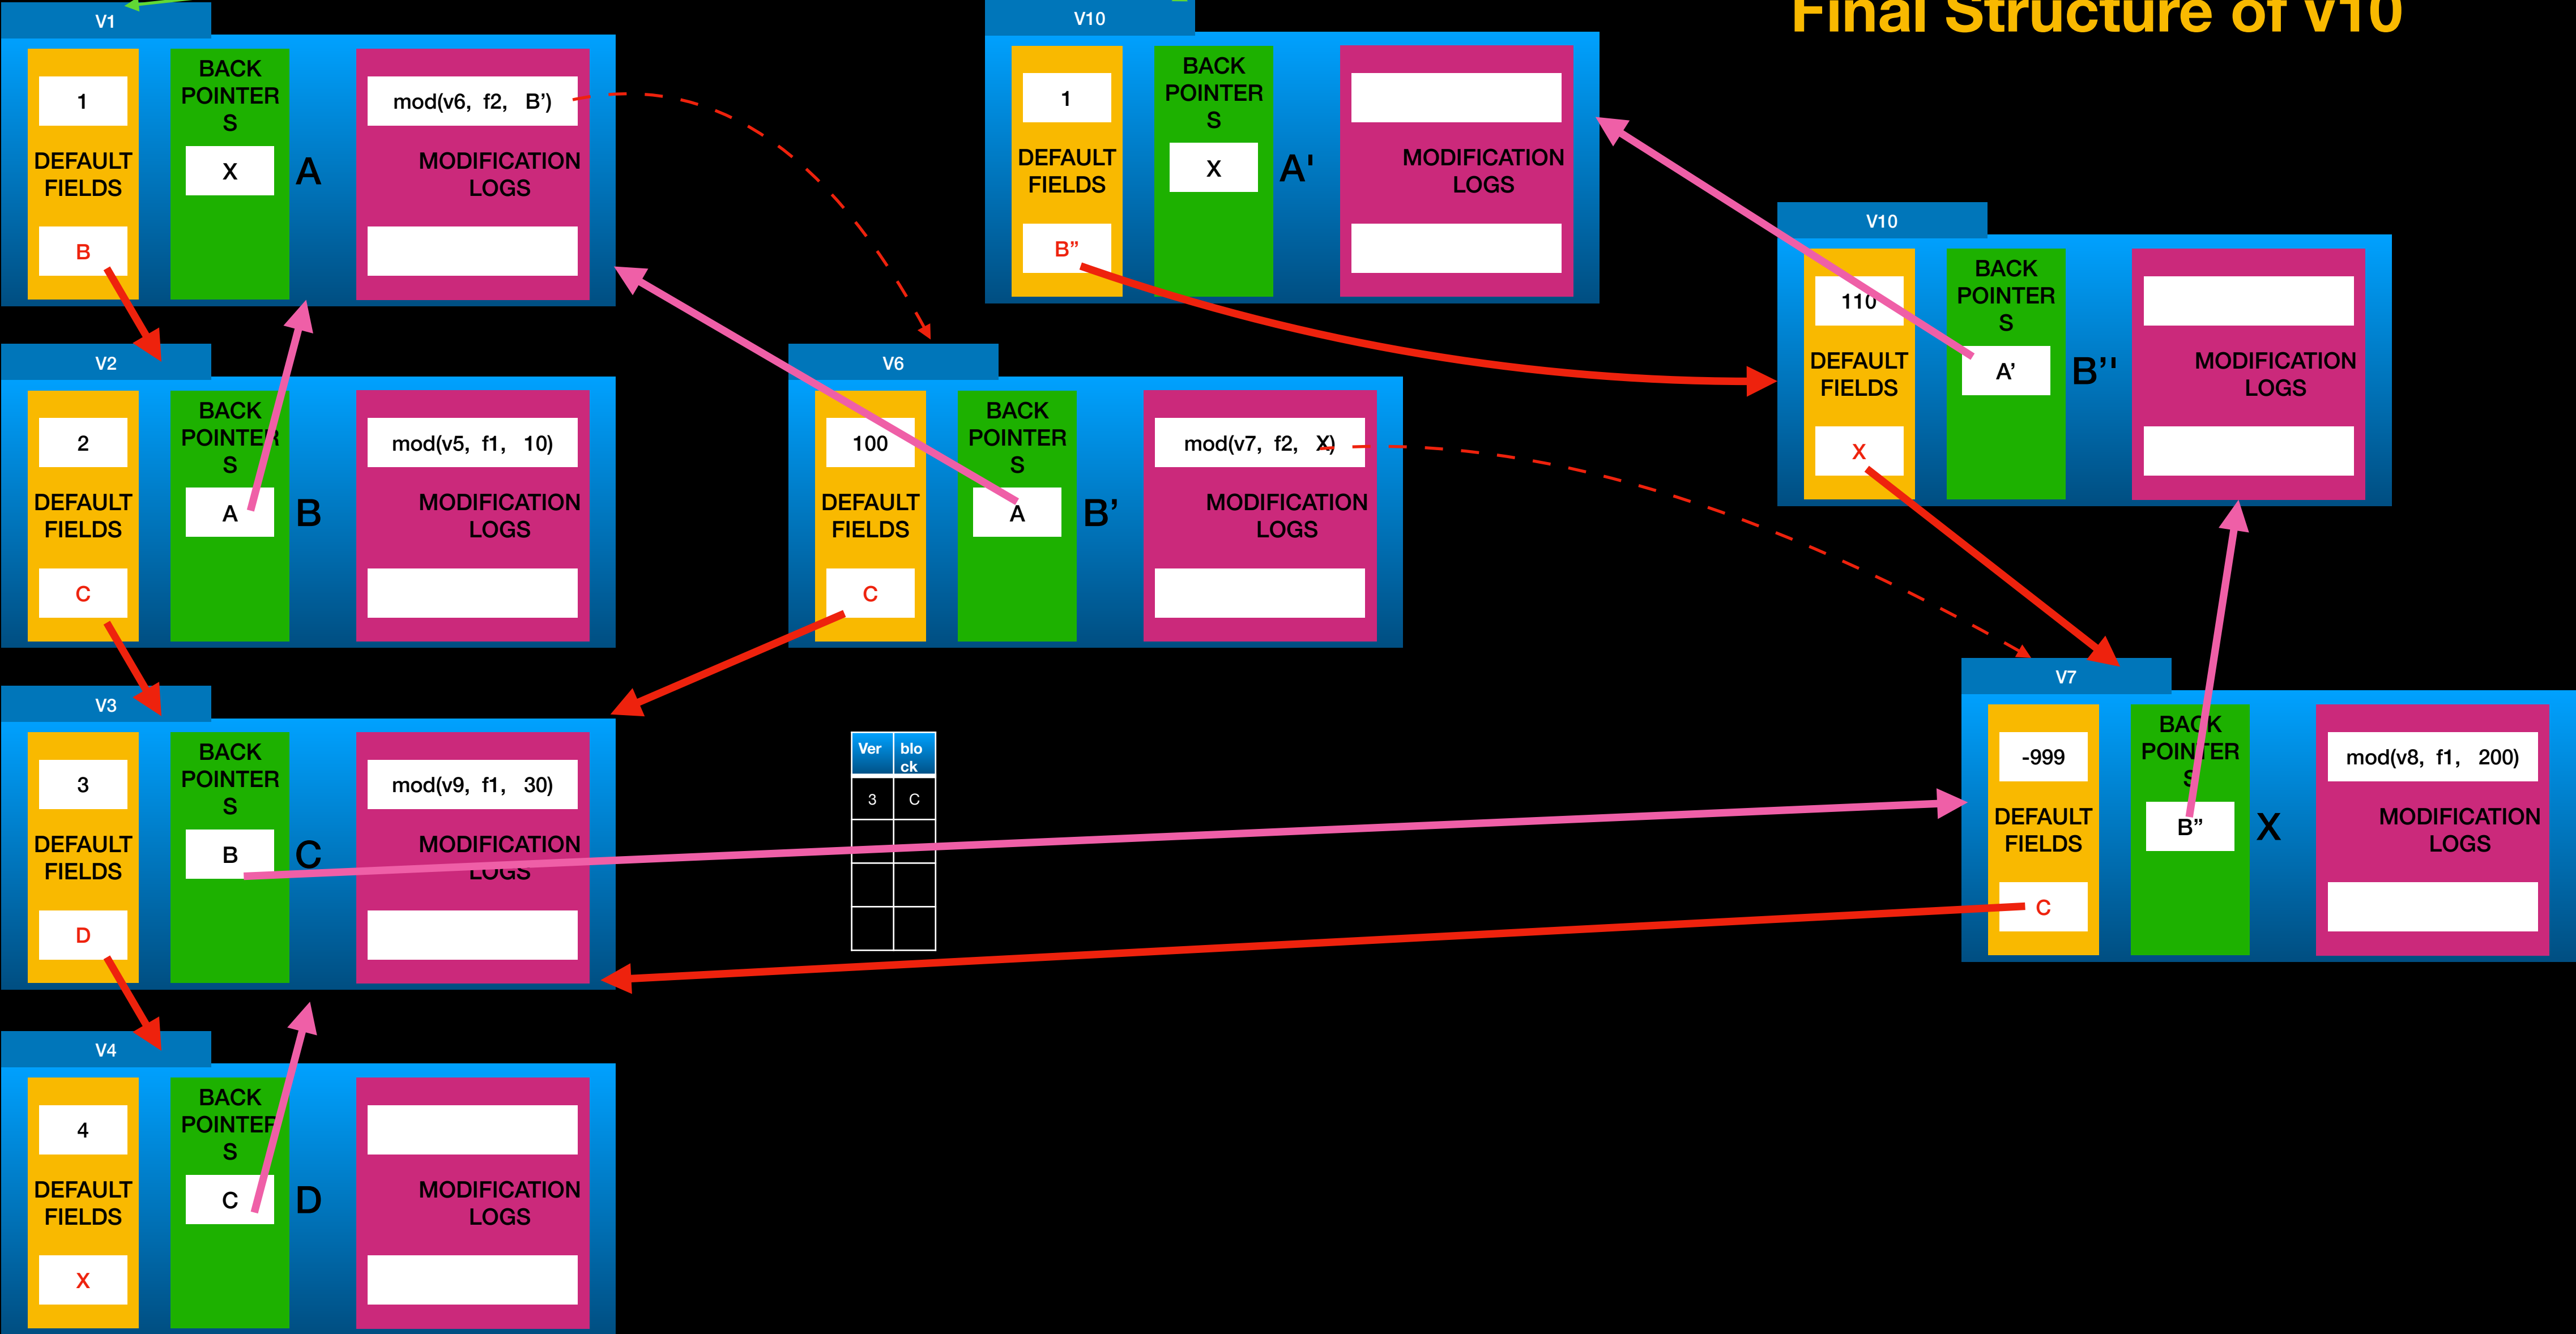 Final Structure of v10
V1
1
DEFAULT
FIELDS
B
BACK
POINTER
S
X
A
mod(v6, f2, B’)
MODIFICATION
LOGS
V10
1
DEFAULT
FIELDS
B”
BACK
POINTER
S
X
A'
MODIFICATION
LOGS
V10
110
DEFAULT
FIELDS
X
BACK
POINTER
S
A’
B’'
MODIFICATION
LOGS
V2
2
DEFAULT
FIELDS
C
BACK
POINTER
S
A
B
mod(v5, f1, 10)
MODIFICATION
LOGS
V6
100
DEFAULT
FIELDS
C
BACK
POINTER
S
A
B’
mod(v7, f2, X)
MODIFICATION
LOGS
V3
3
DEFAULT
FIELDS
D
BACK
POINTER
S
B
C
mod(v9, f1, 30)
MODIFICATION
LOGS
Ver blo
ck
3 C
V7
-999
DEFAULT
FIELDS
C
BACK
POINTER
S
B”
X
mod(v8, f1, 200)
MODIFICATION
LOGS
V4
4
DEFAULT
FIELDS
X
BACK
POINTER
S
C
D
MODIFICATION
LOGS